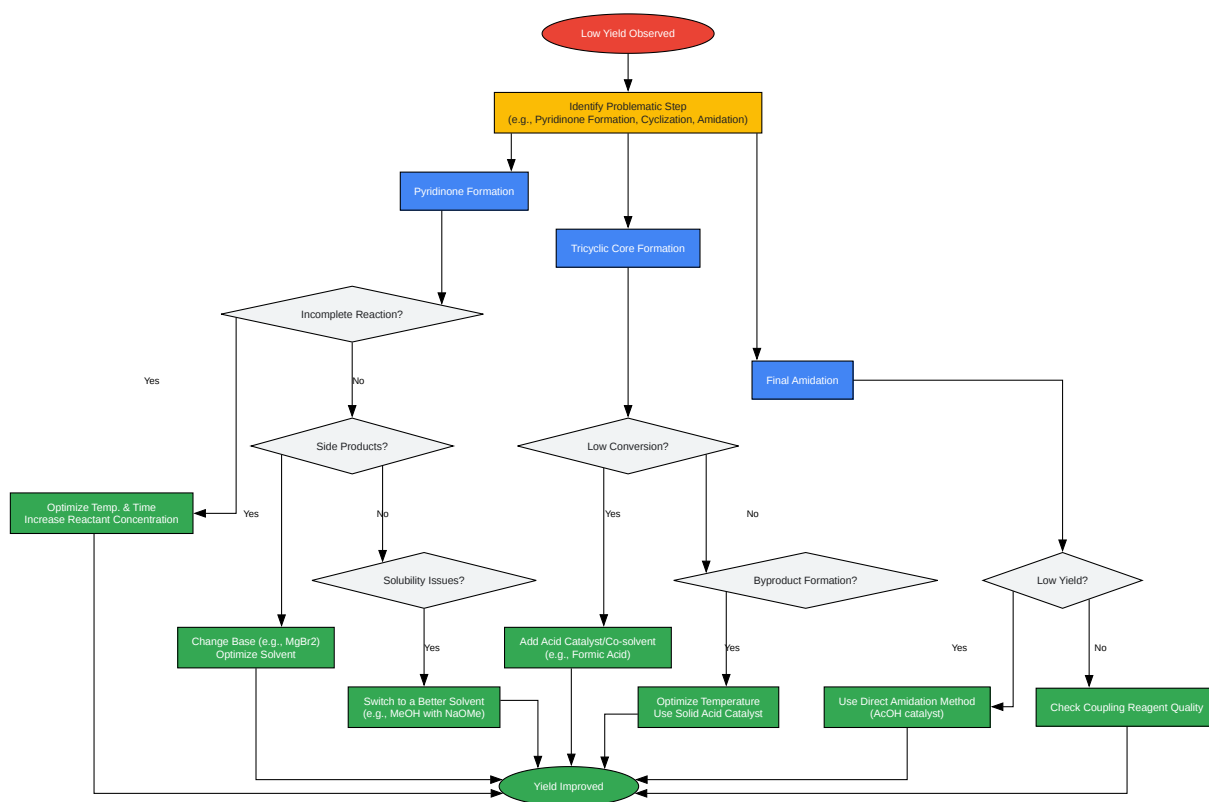 Low Yield Observed
Identify Problematic Step
(e.g., Pyridinone Formation, Cyclization, Amidation)
Pyridinone Formation
Tricyclic Core Formation
Incomplete Reaction?
Yes
No
Final Amidation
Side Products?
Low Conversion?
Optimize Temp. & Time
Increase Reactant Concentration
Yes
No
Yes
No
Solubility Issues?
Byproduct Formation?
Low Yield?
Change Base (e.g., MgBr2)
Optimize Solvent
Yes
Add Acid Catalyst/Co-solvent
(e.g., Formic Acid)
Yes
Yes
No
Switch to a Better Solvent
(e.g., MeOH with NaOMe)
Optimize Temperature
Use Solid Acid Catalyst
Use Direct Amidation Method
(AcOH catalyst)
Check Coupling Reagent Quality
Yield Improved